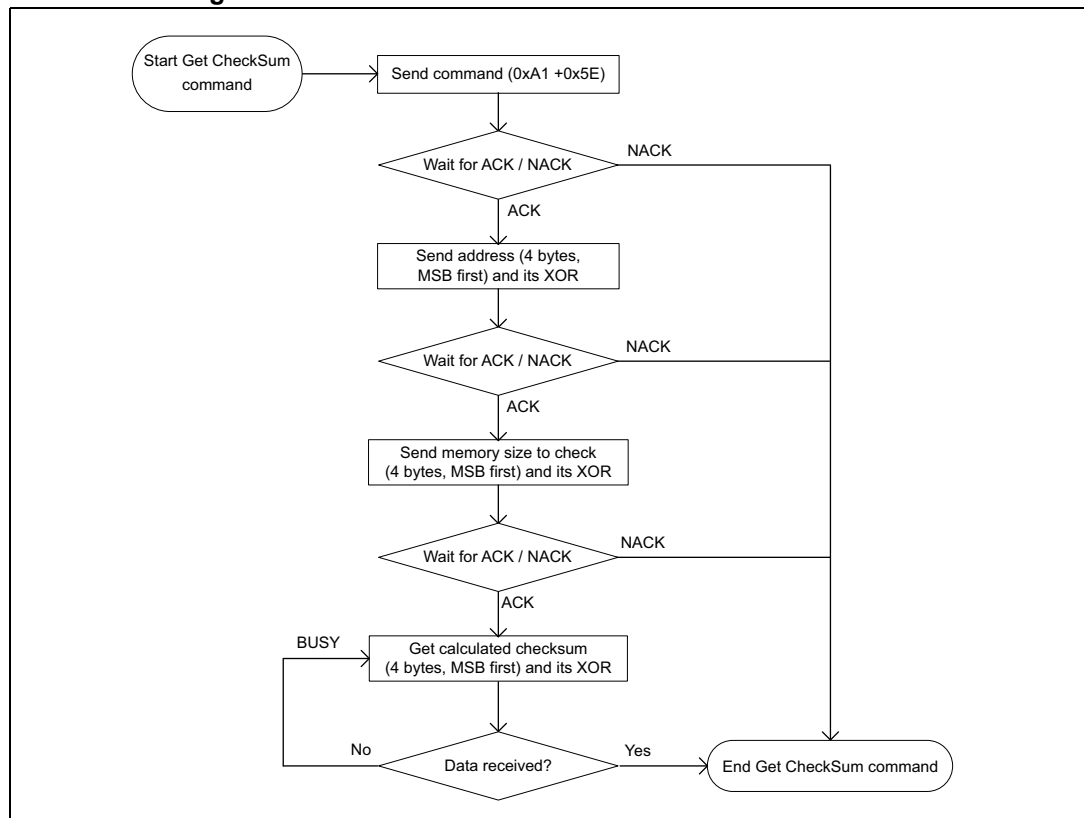 Start Get CheckSum
command
Send command (0xA1 +0x5E)
Wait for ACK / NACK
NACK
ACK
Send address (4 bytes,
MSB first) and its XOR
Wait for ACK / NACK
NACK
ACK
Send memory size to check
(4 bytes, MSB first) and its XOR
Wait for ACK / NACK
NACK
ACK
BUSY
Get calculated checksum
(4 bytes, MSB first) and its XOR
No
Data received?
Yes
End Get CheckSum command